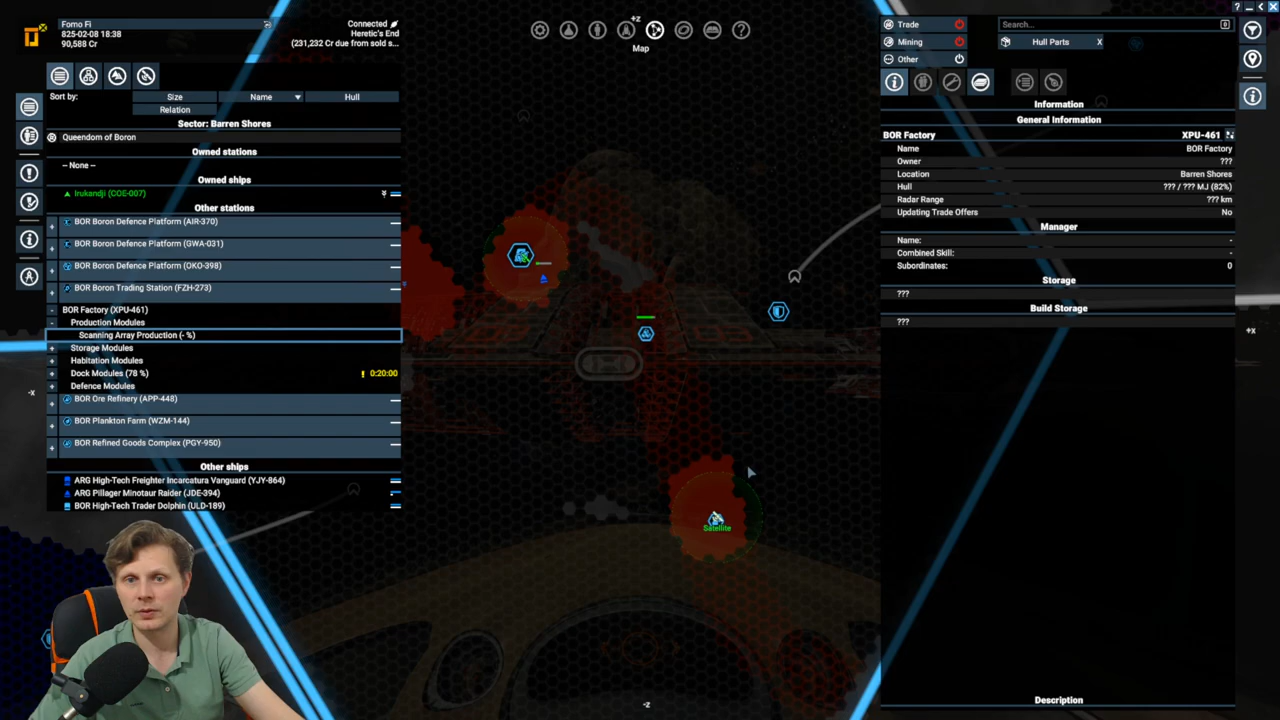 Fomo Fi
825-02-08 18:38
90,588 Cr
Connected
Heretic's End
(231,232 Cr due from sold s...
+z
Map
Sort by:
Size
Name
Hull
Relation
Sector: Barren Shores
Queendom of Boron
Owned stations
-- None --
Owned ships
Irukandji (COE-007)
Other stations
+ BOR Boron Defence Platform (AIR-370)
+ BOR Boron Defence Platform (GWA-031)
+ BOR Boron Defence Platform (OKO-398)
+ BOR Boron Trading Station (FZH-273)
- BOR Factory (XPU-461)
- Production Modules
Scanning Array Production (- %)
+ Storage Modules
+ Habitation Modules
+ Dock Modules (78 %) ! 0:20:00
+ Defence Modules
+ BOR Ore Refinery (APP-448)
+ BOR Plankton Farm (WZM-144)
+ BOR Refined Goods Complex (PGY-950)
Other ships
ARG High-Tech Freighter Incarcatura Vanguard (YJY-864)
ARG Pillager Minotaur Raider (JDE-394)
BOR High-Tech Trader Dolphin (ULD-189)
-x
Satellite
-z
+x
Trade
Mining
Other
Search...
0
Hull Parts X
Information
General Information
BOR Factory XPU-461
Name BOR Factory
Owner ???
Location Barren Shores
Hull ??? / ??? MJ (82%)
Radar Range ??? km
Updating Trade Offers No
Manager
Name: -
Combined Skill: -
Subordinates: 0
Storage
???
Build Storage
???
Description